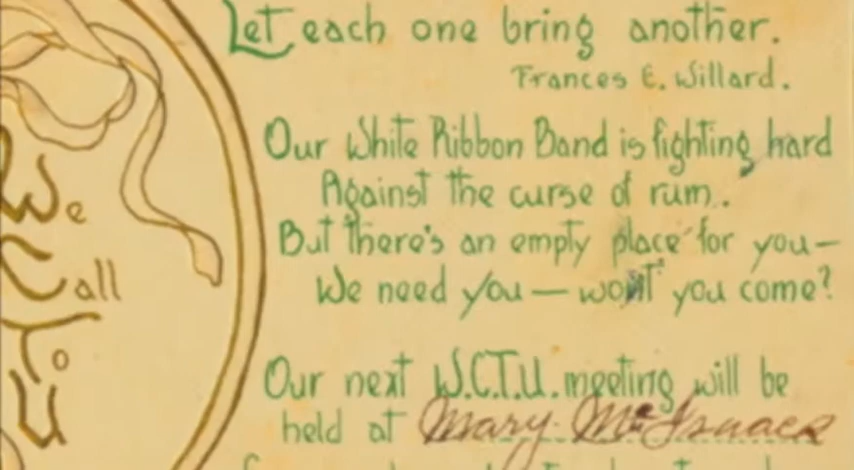 Let each one bring another.
Frances E. Willard.
Our White Ribbon Band is fighting hard
Against the curse of rum.
But there's an empty place for you—
We need you — won't you come?
Our next W.C.T.U. meeting will be
held at Mary McIsaacs
We
Call
To
U